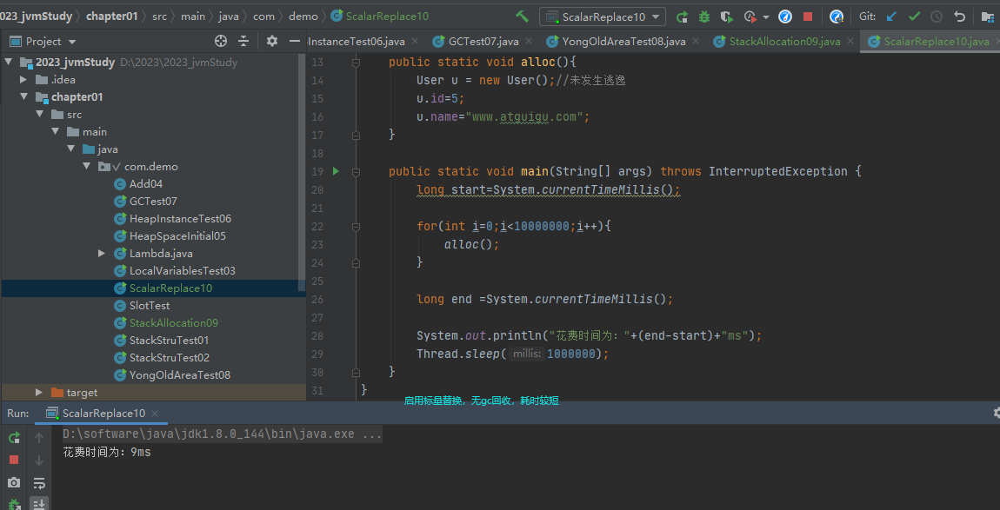 023_jvmStudy chapter01 src main java com demo ScalarReplace10 ScalarReplace10 Git:
Project InstanceTest06.java GCTest07.java YongOldAreaTest08.java StackAllocation09.java ScalarReplace10.java
2023_jvmStudy D:\2023\2023_jvmStudy
.idea
chapter01
src
main
java
com.demo
Add04
GCTest07
HeapInstanceTest06
HeapSpaceInitial05
Lambda.java
LocalVariablesTest03
ScalarReplace10
SlotTest
StackAllocation09
StackStruTest01
StackStruTest02
YongOldAreaTest08
target
13 public static void alloc(){
14 User u = new User();//未发生逃逸
15 u.id=5;
16 u.name="www.atguigu.com";
17 }
18
19 public static void main(String[] args) throws InterruptedException {
20 long start=System.currentTimeMillis();
21
22 for(int i=0;i<10000000;i++){
23 alloc();
24 }
25
26 long end =System.currentTimeMillis();
27
28 System.out.println("花费时间为："+(end-start)+"ms");
29 Thread.sleep( millis: 1000000);
30 }
31 }
启用标量替换，无gc回收，耗时较短
Run: ScalarReplace10
D:\software\java\jdk1.8.0_144\bin\java.exe ...
花费时间为：9ms